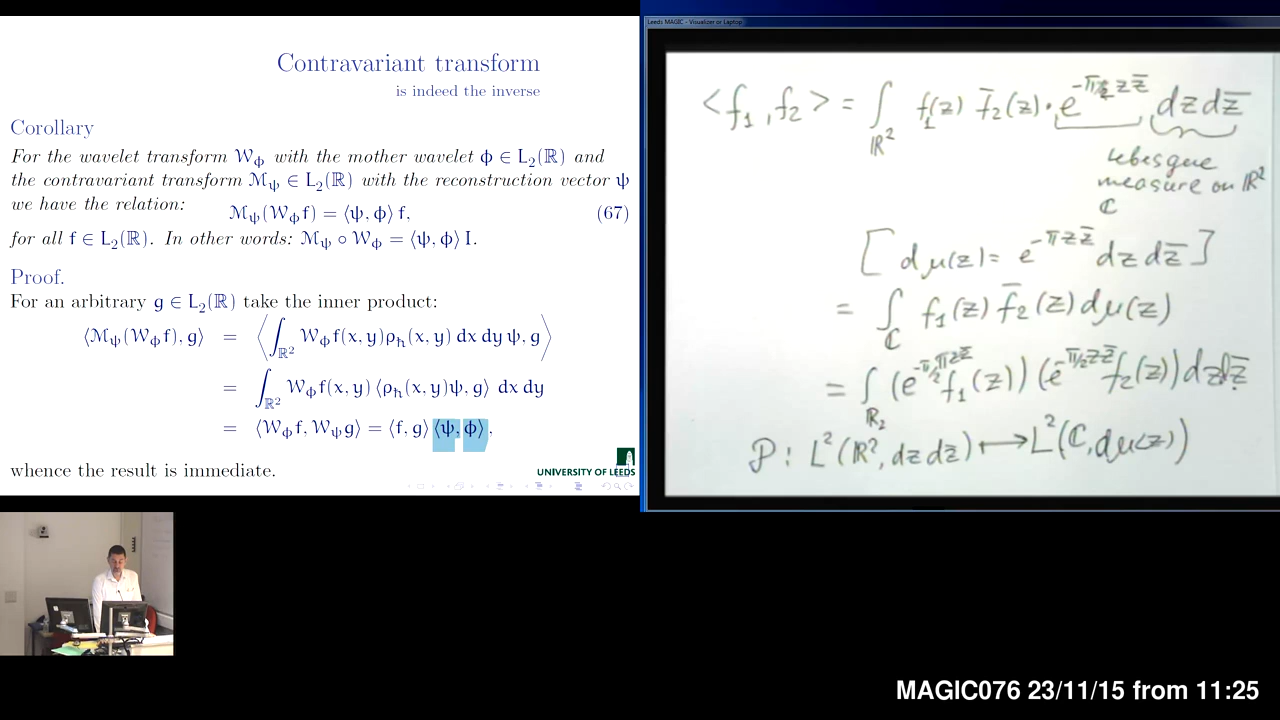 Contravariant transform
is indeed the inverse
Corollary
For the wavelet transform 𝒲_ϕ with the mother wavelet ϕ ∈ L₂(ℝ) and
the contravariant transform ℳ_ψ ∈ L₂(ℝ) with the reconstruction vector ψ
we have the relation:
ℳ_ψ(𝒲_ϕ f) = ⟨ψ, ϕ⟩ f, (67)
for all f ∈ L₂(ℝ). In other words: ℳ_ψ ∘ 𝒲_ϕ = ⟨ψ, ϕ⟩ I.
Proof.
For an arbitrary g ∈ L₂(ℝ) take the inner product:
⟨ℳ_ψ(𝒲_ϕ f), g⟩ = ⟨∫_{ℝ²} 𝒲_ϕ f(x, y)ρ_ħ(x, y) dx dy ψ, g⟩
= ∫_{ℝ²} 𝒲_ϕ f(x, y) ⟨ρ_ħ(x, y)ψ, g⟩ dx dy
= ⟨𝒲_ϕ f, 𝒲_ψ g⟩ = ⟨f, g⟩ ⟨ψ, ϕ⟩,
whence the result is immediate.
UNIVERSITY OF LEEDS
Leeds MAGIC - Visualizer or Laptop
<f₁, f₂> = ∫_{ℝ²} f₁(z) f̄₂(z) · e^{-π z z̄} dz dz̄
Lebesgue
measure on ℝ²
ℂ
[dμ(z) = e^{-π z z̄} dz dz̄]
= ∫_ℂ f₁(z) f̄₂(z) dμ(z)
= ∫_{ℝ₂} (e^{-π/2 z z̄} f₁(z)) (e^{-π/2 z z̄} f₂(z)) dz dz̄
𝒫 : L²(ℝ², dz dz̄) ↦ L²(ℂ, dμ(z))
MAGIC076 23/11/15 from 11:25